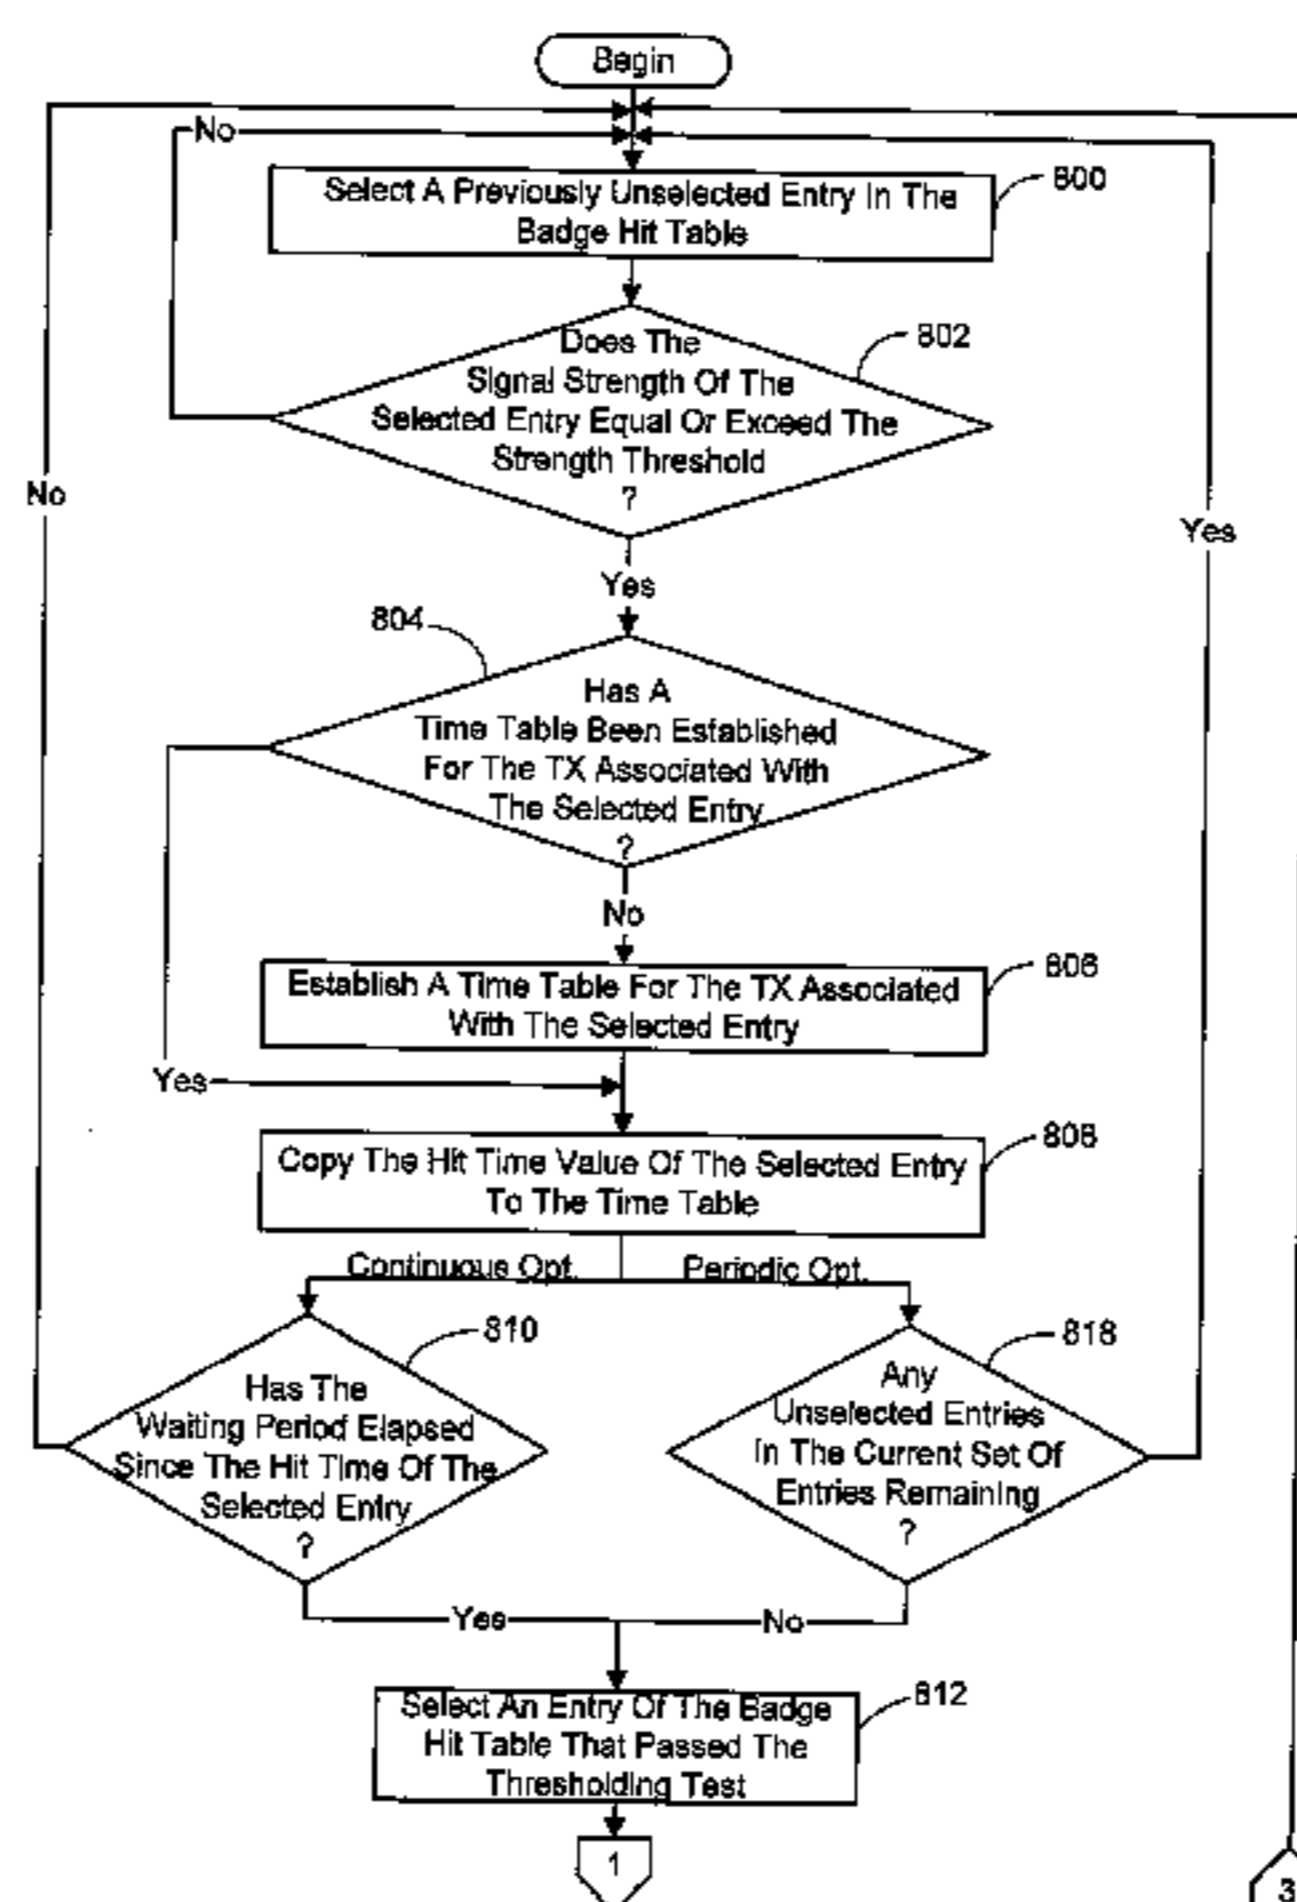 Begin
No
Select A Previously Unselected Entry In The
Badge Hit Table
800
Does The
Signal Strength Of The
Selected Entry Equal Or Exceed The
Strength Threshold
?
802
No
Yes
Yes
804
Has A
Time Table Been Established
For The TX Associated With
The Selected Entry
?
No
Establish A Time Table For The TX Associated
With The Selected Entry
806
Yes
Copy The Hit Time Value Of The Selected Entry
To The Time Table
808
Continuous Opt.
Periodic Opt.
810
Has The
Waiting Period Elapsed
Since The Hit Time Of The
Selected Entry
?
818
Any
Unselected Entries
In The Current Set Of
Entries Remaining
?
Yes
No
Select An Entry Of The Badge
Hit Table That Passed The
Thresholding Test
812
1
3